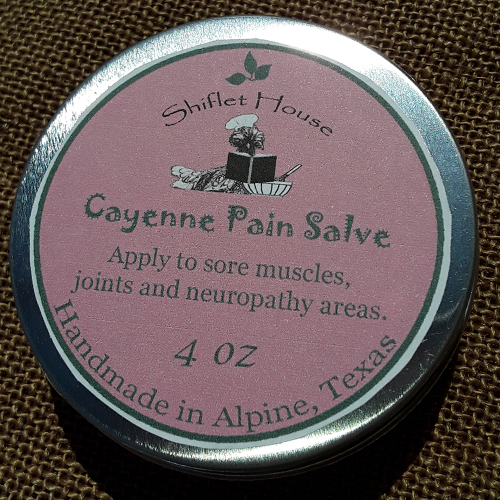 Shiflet House
Cayenne Pain Salve
Apply to sore muscles,
joints and neuropathy areas.
4 oz
Handmade in Alpine, Texas